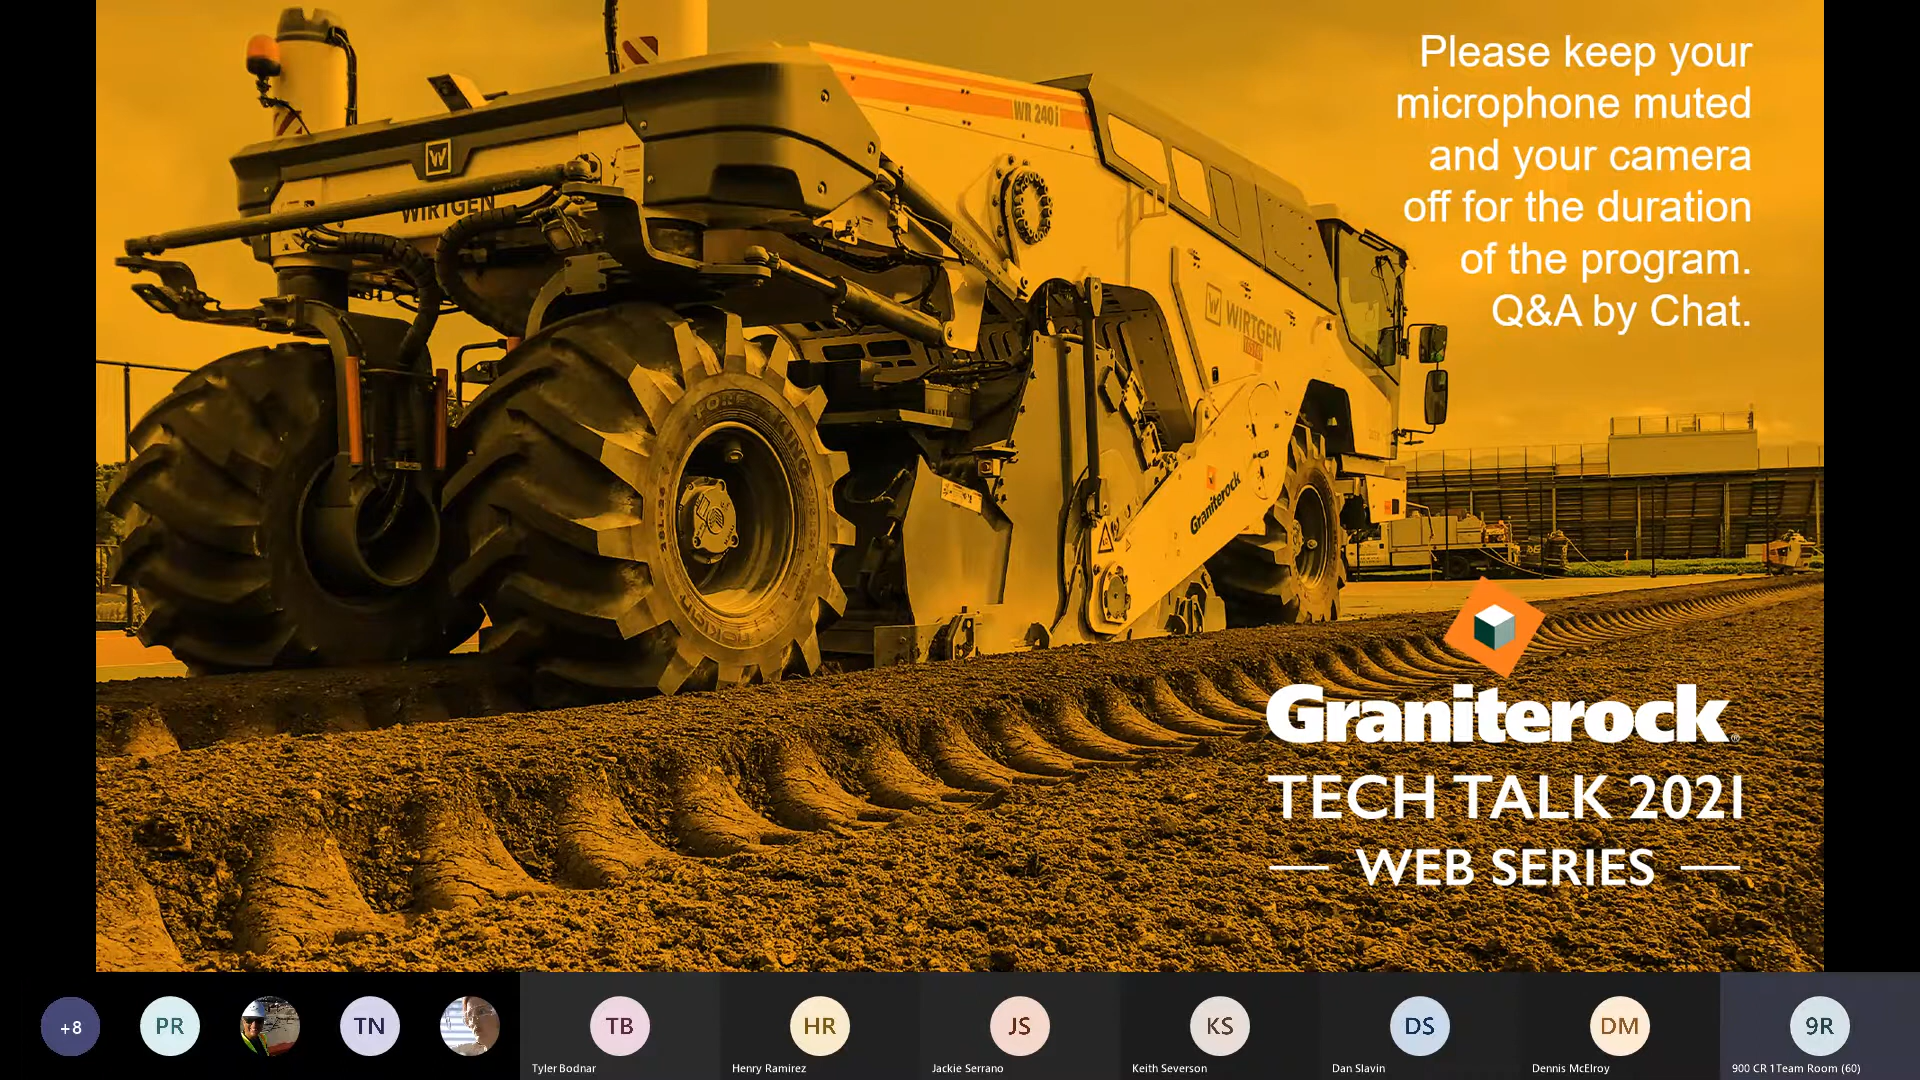 Please keep your
microphone muted
and your camera
off for the duration
of the program.
Q&A by Chat.
WR 240i
W
WIRTGEN
W WIRTGEN
Graniterock
FORESTKING
Graniterock®
TECH TALK 2021
WEB SERIES
+8
PR
TN
TB
HR
JS
KS
DS
DM
9R
Tyler Bodnar
Henry Ramirez
Jackie Serrano
Keith Severson
Dan Slavin
Dennis McElroy
900 CR 1Team Room (60)